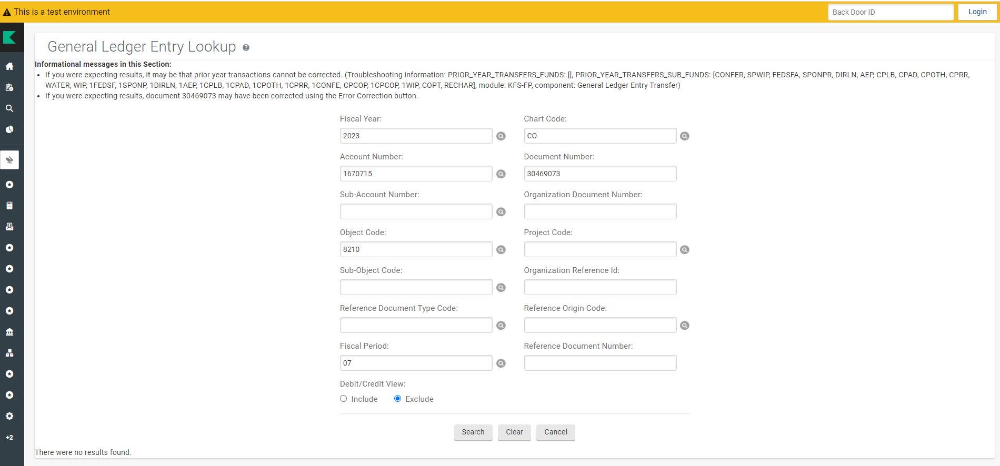 This is a test environment
Back Door ID
Login
General Ledger Entry Lookup
Informational messages in this Section:
• If you were expecting results, it may be that prior year transactions cannot be corrected. (Troubleshooting information: PRIOR_YEAR_TRANSFERS_FUNDS: [], PRIOR_YEAR_TRANSFERS_SUB_FUNDS: [CONFER, SPWIP, FEDSFA, SPONPR, DIRLN, AEP, CPLB, CPAD, CPOTH, CPRR,
WATER, WIP, 1FEDSF, 1SPONP, 1DIRLN, 1AEP, 1CPLB, 1CPAD, 1CPOTH, 1CPRR, 1CONFE, CPCOP, 1CPCOP, 1WIP, COPT, RECHAR], module: KFS-FP, component: General Ledger Entry Transfer)
• If you were expecting results, document 30469073 may have been corrected using the Error Correction button.
Fiscal Year:
2023
Chart Code:
CO
Account Number:
1670715
Document Number:
30469073
Sub-Account Number:
Organization Document Number:
Object Code:
8210
Project Code:
Sub-Object Code:
Organization Reference Id:
Reference Document Type Code:
Reference Origin Code:
Fiscal Period:
07
Reference Document Number:
Debit/Credit View:
Include
Exclude
Search
Clear
Cancel
+2
There were no results found.